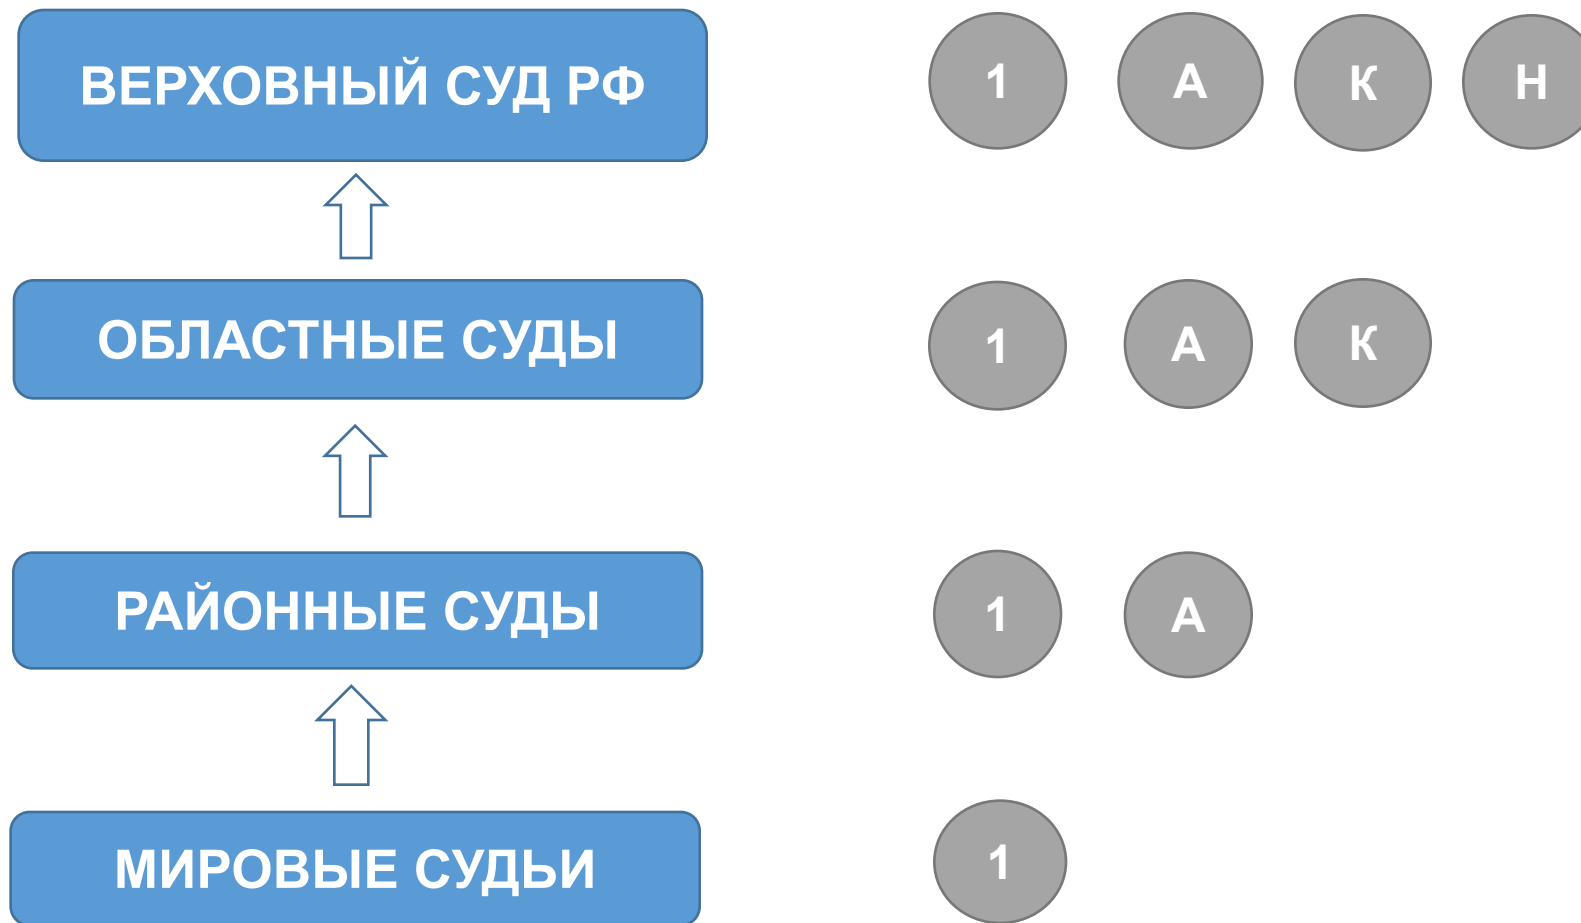 ВЕРХОВНЫЙ СУД РФ 1 А К Н
ОБЛАСТНЫЕ СУДЫ 1 А К
РАЙОННЫЕ СУДЫ 1 А
МИРОВЫЕ СУДЬИ 1